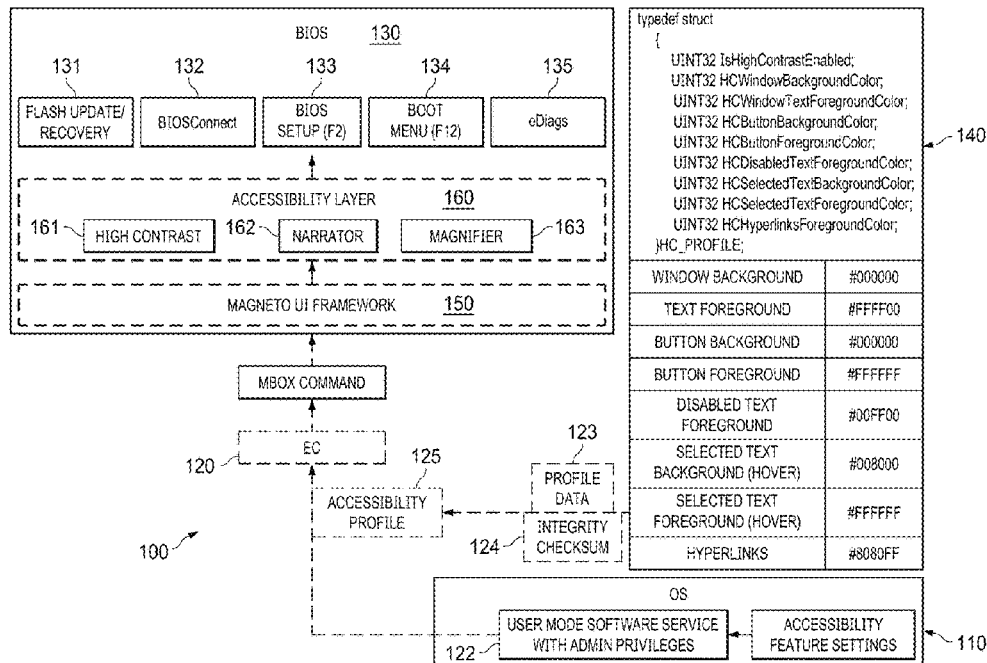 BIOS 130
131
132
133
134
135
FLASH UPDATE/
RECOVERY
BIOSConnect
BIOS
SETUP (F2)
BOOT
MENU (F12)
eDiags
ACCESSIBILITY LAYER 160
161
HIGH CONTRAST
162
NARRATOR
MAGNIFIER
163
MAGNETO UI FRAMEWORK 150
MBOX COMMAND
EC
120
125
ACCESSIBILITY
PROFILE
123
PROFILE
DATA
INTEGRITY
CHECKSUM
124
100
typedef struct
{
UINT32 IsHighContrastEnabled;
UINT32 HCWindowBackgroundColor;
UINT32 HCWindowTextForegroundColor;
UINT32 HCButtonBackgroundColor;
UINT32 HCButtonForegroundColor;
UINT32 HCDisabledTextForegroundColor;
UINT32 HCSelectedTextBackgroundColor;
UINT32 HCSelectedTextForegroundColor;
UINT32 HCHyperlinksForegroundColor;
}HC_PROFILE;
140
WINDOW BACKGROUND #000000
TEXT FOREGROUND #FFFF00
BUTTON BACKGROUND #000000
BUTTON FOREGROUND #FFFFFF
DISABLED TEXT
FOREGROUND #00FF00
SELECTED TEXT
BACKGROUND (HOVER) #008000
SELECTED TEXT
FOREGROUND (HOVER) #FFFFFF
HYPERLINKS #8080FF
OS
USER MODE SOFTWARE SERVICE
WITH ADMIN PRIVILEGES
122
ACCESSIBILITY
FEATURE SETTINGS
110